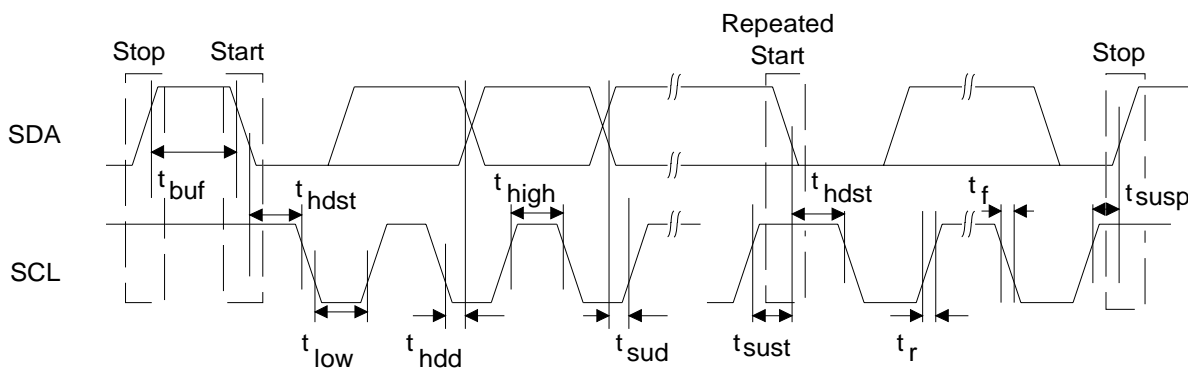 Repeated
Stop Start Start Stop
SDA
t buf
t hdst
t high
t hdst
t f
t susp
SCL
t low
t hdd
t sud
t sust
t r